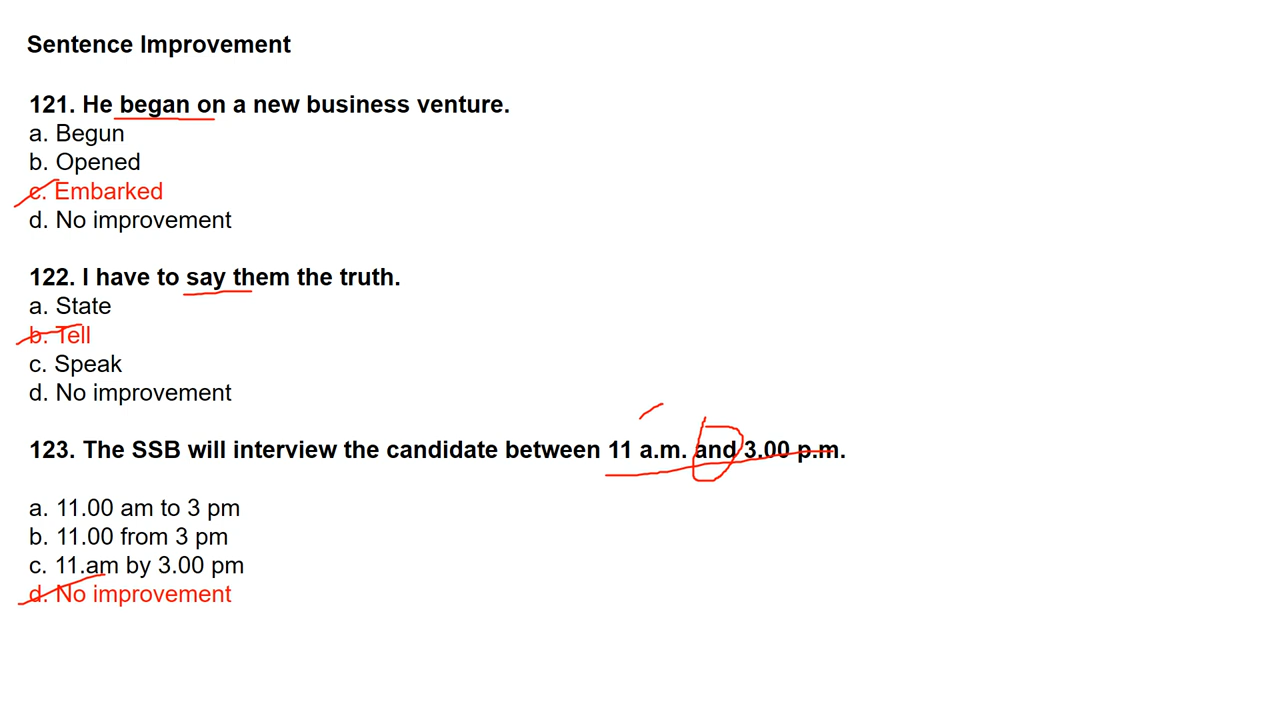 Sentence Improvement
121. He began on a new business venture.
a. Begun
b. Opened
c. Embarked
d. No improvement
122. I have to say them the truth.
a. State
b. Tell
c. Speak
d. No improvement
123. The SSB will interview the candidate between 11 a.m. and 3.00 p.m.
a. 11.00 am to 3 pm
b. 11.00 from 3 pm
c. 11.am by 3.00 pm
d. No improvement